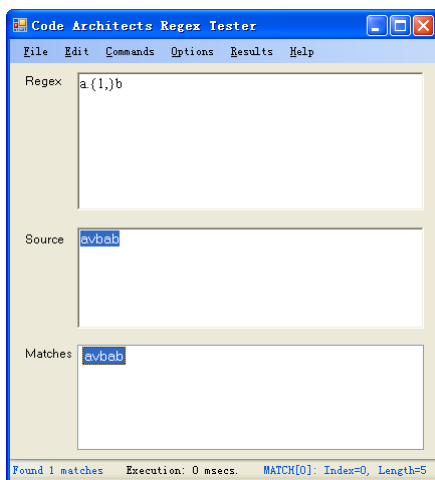 Code Architects Regex Tester
File Edit Commands Options Results Help
Regex
a.{1,}b
Source
avbab
Matches
avbab
Found 1 matches Execution: 0 msecs. MATCH[0]: Index=0, Length=5